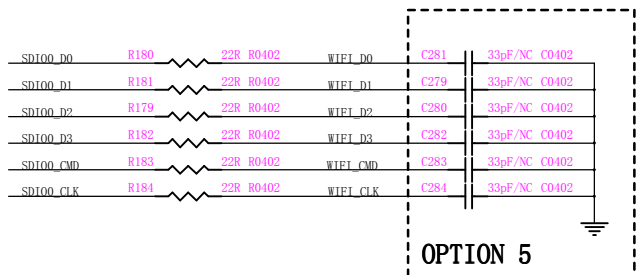 SDIO0_D0 R180 22R R0402 WIFI_D0 C281 33pF/NC C0402
SDIO0_D1 R181 22R R0402 WIFI_D1 C279 33pF/NC C0402
SDIO0_D2 R179 22R R0402 WIFI_D2 C280 33pF/NC C0402
SDIO0_D3 R182 22R R0402 WIFI_D3 C282 33pF/NC C0402
SDIO0_CMD R183 22R R0402 WIFI_CMD C283 33pF/NC C0402
SDIO0_CLK R184 22R R0402 WIFI_CLK C284 33pF/NC C0402
OPTION 5